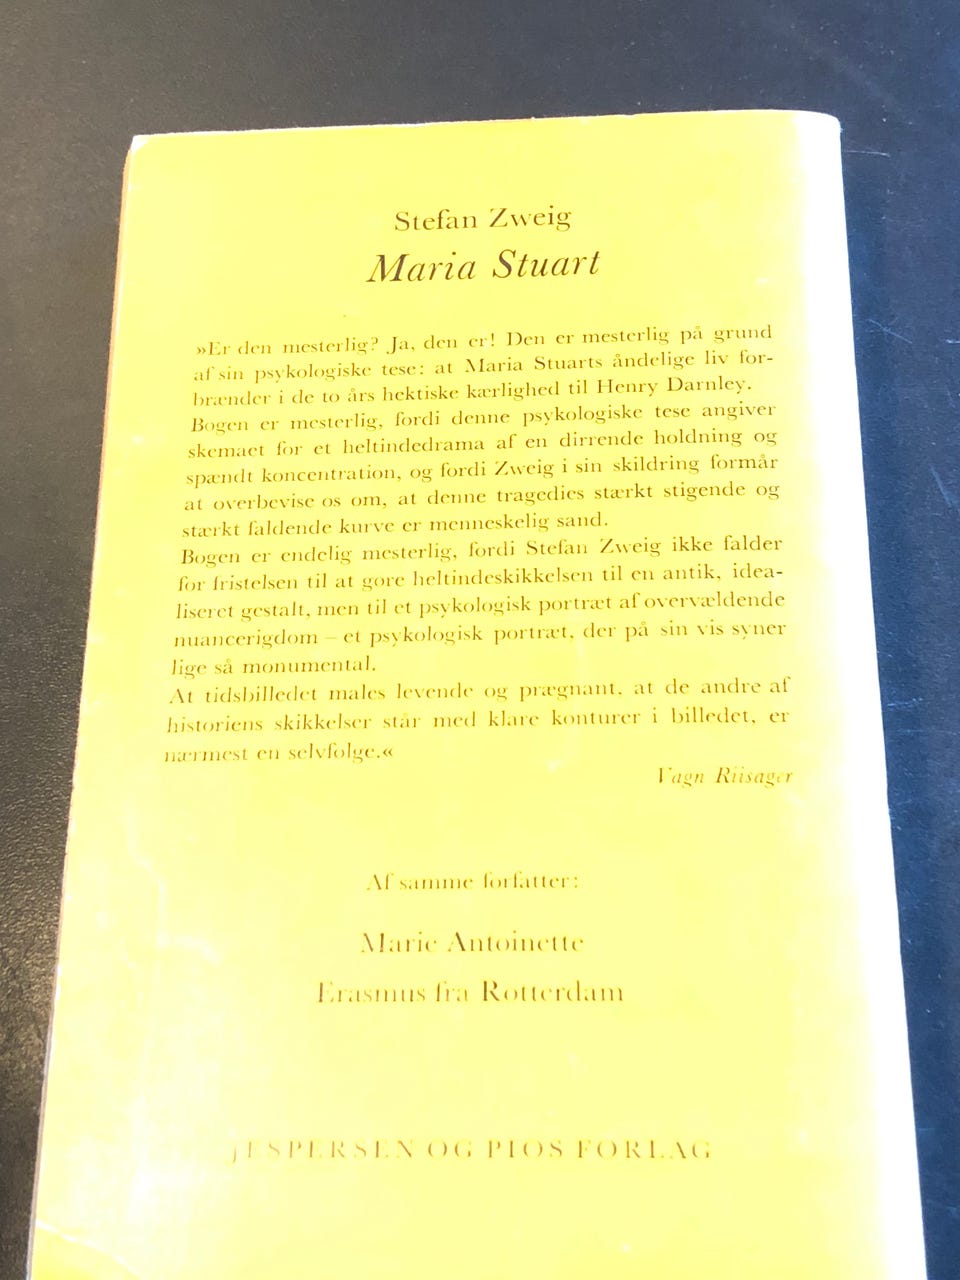 Stefan Zweig
Maria Stuart
»Er den mesterlig? Ja, den er! Den er mesterlig på grund
af sin psykologiske tese: at Maria Stuarts åndelige liv for-
brænder i de to års hektiske kærlighed til Henry Darnley.
Bogen er mesterlig, fordi denne psykologiske tese angiver
skemaet for et heltindedrama af en dirrende holdning og
spændt koncentration, og fordi Zweig i sin skildring formår
at overbevise os om, at denne tragedies stærkt stigende og
stærkt faldende kurve er menneskelig sand.
Bogen er endelig mesterlig, fordi Stefan Zweig ikke falder
for fristelsen til at gøre heltindeskikkelsen til en antik, idea-
liseret gestalt, men til et psykologisk portræt af overvældende
nuancerigdom – et psykologisk portræt, der på sin vis syner
lige så monumental.
At tidsbilledet males levende og prægnant, at de andre af
historiens skikkelser står med klare konturer i billedet, er
nærmest en selvfølge.«
Vagn Riisager
Af samme forfatter:
Marie Antoinette
Erasmus fra Rotterdam
JESPERSEN OG PIOS FORLAG